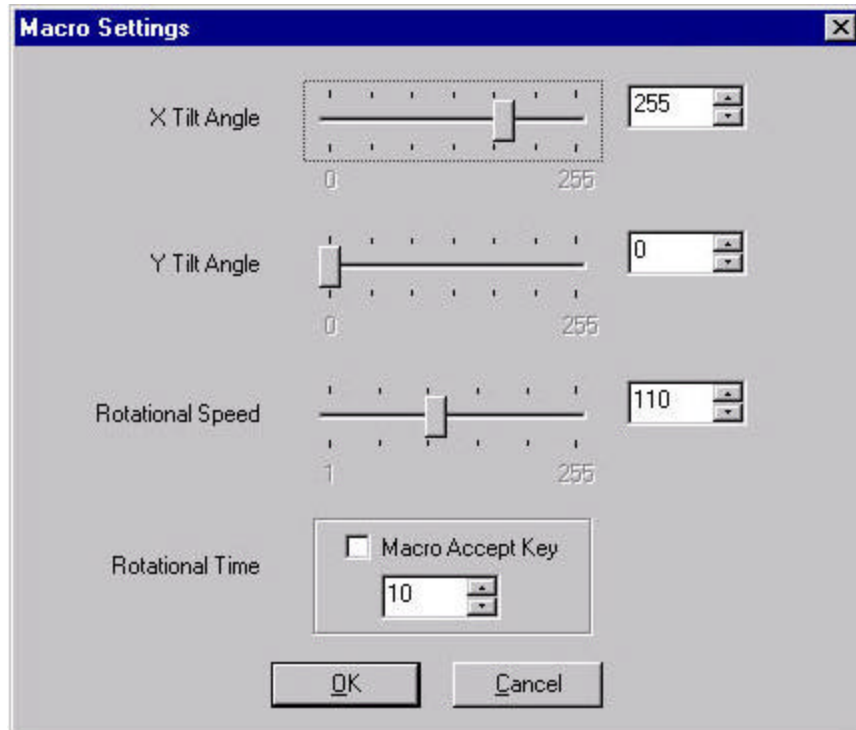 Macro Settings
X Tilt Angle
255
0 255
Y Tilt Angle
0
0 255
Rotational Speed
110
1 255
Rotational Time
Macro Accept Key
10
OK Cancel